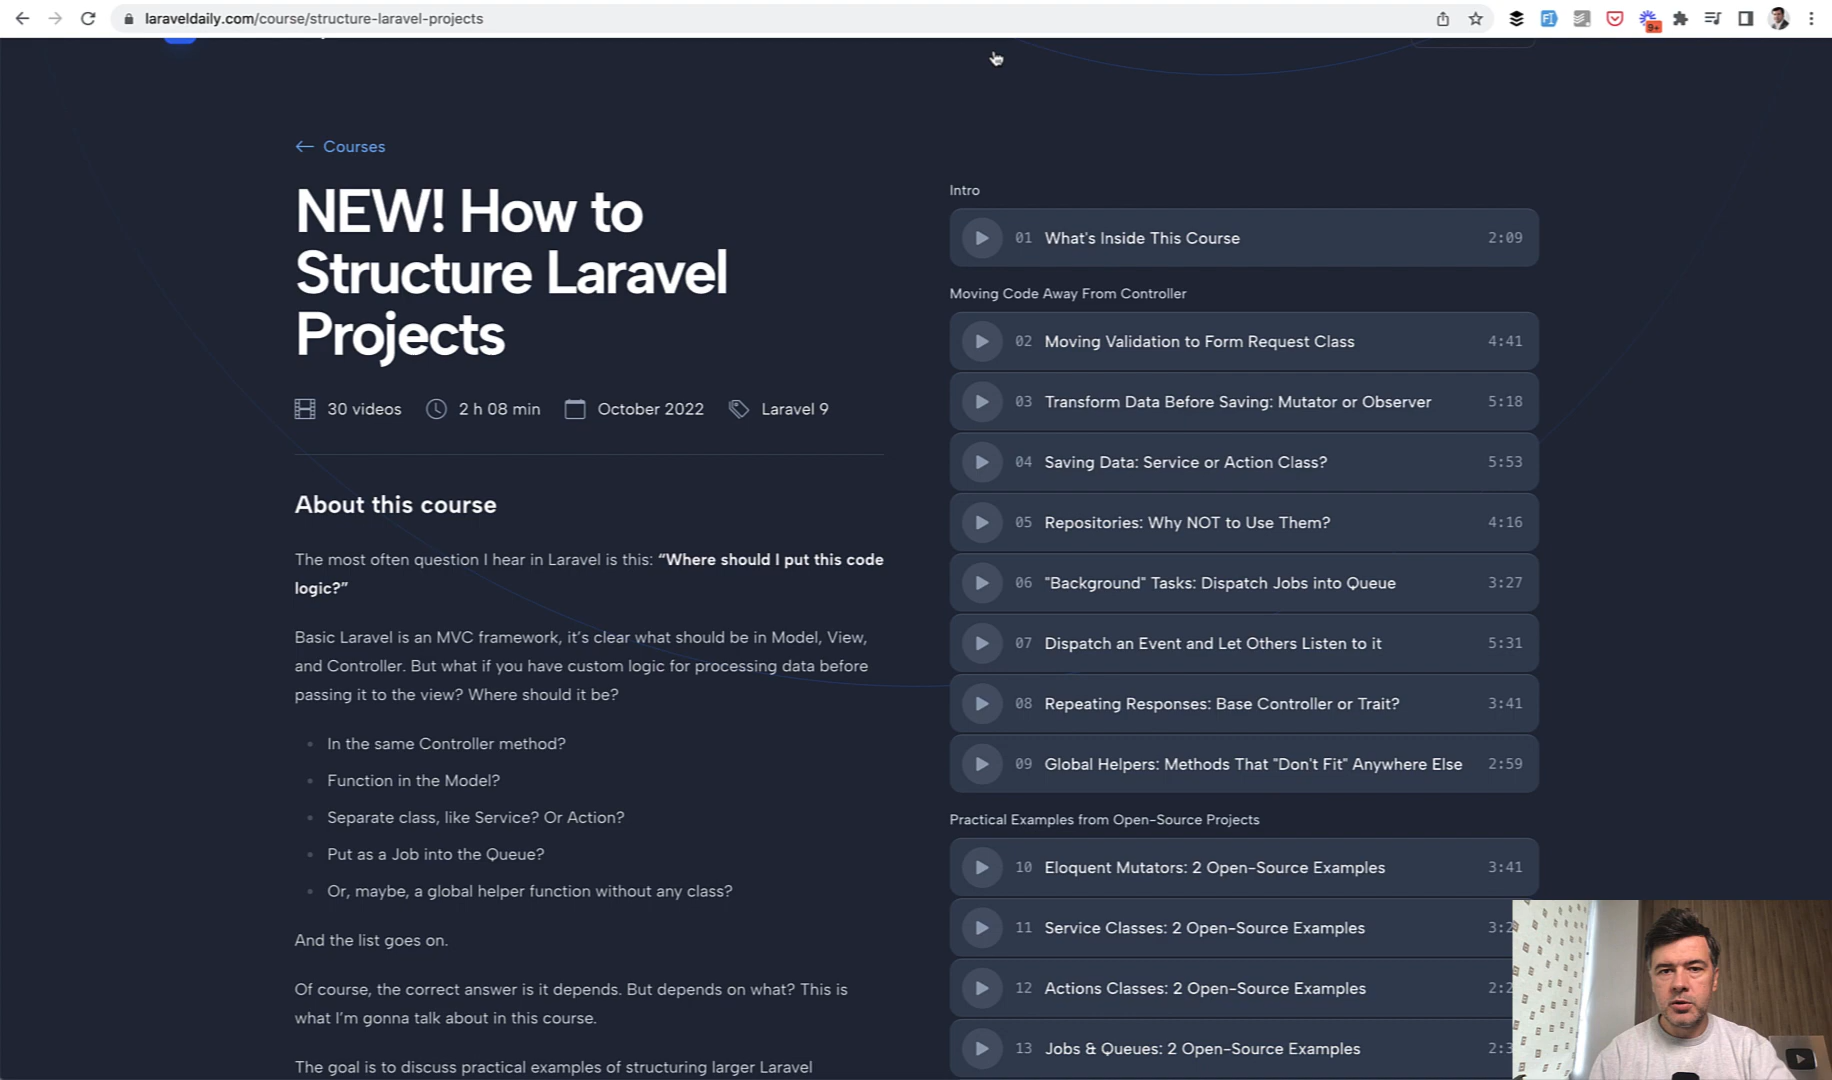 laraveldaily.com/course/structure-laravel-projects
9+
← Courses
NEW! How to
Structure Laravel
Projects
30 videos 2 h 08 min October 2022 Laravel 9
About this course
The most often question I hear in Laravel is this: “Where should I put this code
logic?”
Basic Laravel is an MVC framework, it’s clear what should be in Model, View,
and Controller. But what if you have custom logic for processing data before
passing it to the view? Where should it be?
• In the same Controller method?
• Function in the Model?
• Separate class, like Service? Or Action?
• Put as a Job into the Queue?
• Or, maybe, a global helper function without any class?
And the list goes on.
Of course, the correct answer is it depends. But depends on what? This is
what I’m gonna talk about in this course.
The goal is to discuss practical examples of structuring larger Laravel
Intro
01 What's Inside This Course 2:09
Moving Code Away From Controller
02 Moving Validation to Form Request Class 4:41
03 Transform Data Before Saving: Mutator or Observer 5:18
04 Saving Data: Service or Action Class? 5:53
05 Repositories: Why NOT to Use Them? 4:16
06 "Background" Tasks: Dispatch Jobs into Queue 3:27
07 Dispatch an Event and Let Others Listen to it 5:31
08 Repeating Responses: Base Controller or Trait? 3:41
09 Global Helpers: Methods That "Don't Fit" Anywhere Else 2:59
Practical Examples from Open-Source Projects
10 Eloquent Mutators: 2 Open-Source Examples 3:41
11 Service Classes: 2 Open-Source Examples
12 Actions Classes: 2 Open-Source Examples
13 Jobs & Queues: 2 Open-Source Examples